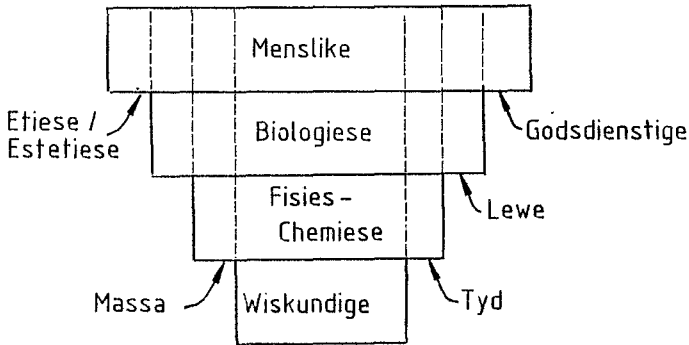 Menslike
Etiese /
Estetiese
Biologiese
Godsdienstige
Fisies -
Chemiese
Lewe
Massa
Wiskundige
Tyd